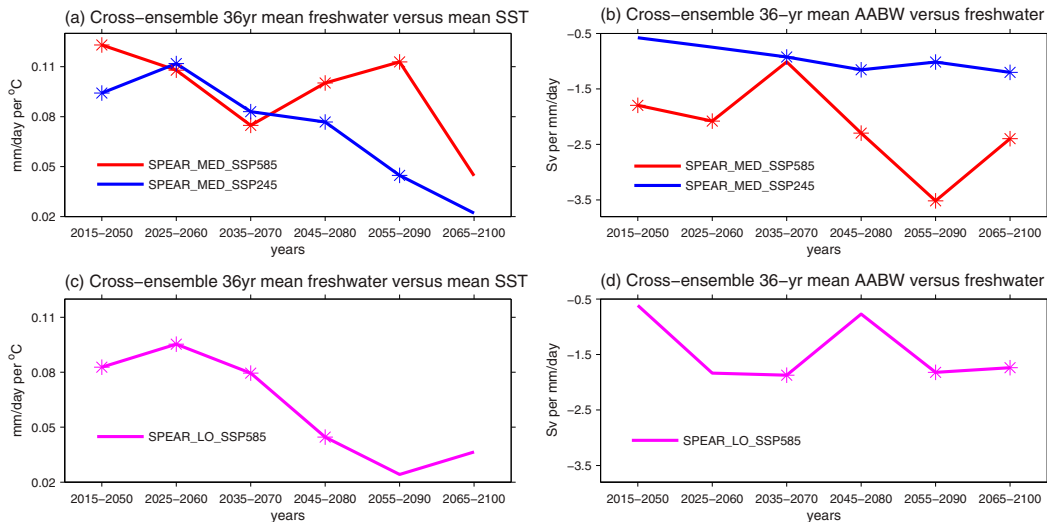 (a) Cross−ensemble 36yr mean freshwater versus mean SST
mm/day per °C
0.11
0.08
0.05
0.02
SPEAR_MED_SSP585
SPEAR_MED_SSP245
2015−2050 2025−2060 2035−2070 2045−2080 2055−2090 2065−2100
years
(b) Cross−ensemble 36−yr mean AABW versus freshwater
Sv per mm/day
−0.5
−1.5
−2.5
−3.5
SPEAR_MED_SSP585
SPEAR_MED_SSP245
2015−2050 2025−2060 2035−2070 2045−2080 2055−2090 2065−2100
years
(c) Cross−ensemble 36yr mean freshwater versus mean SST
mm/day per °C
0.11
0.08
0.05
0.02
SPEAR_LO_SSP585
2015−2050 2025−2060 2035−2070 2045−2080 2055−2090 2065−2100
years
(d) Cross−ensemble 36−yr mean AABW versus freshwater
Sv per mm/day
−0.5
−1.5
−2.5
−3.5
SPEAR_LO_SSP585
2015−2050 2025−2060 2035−2070 2045−2080 2055−2090 2065−2100
years